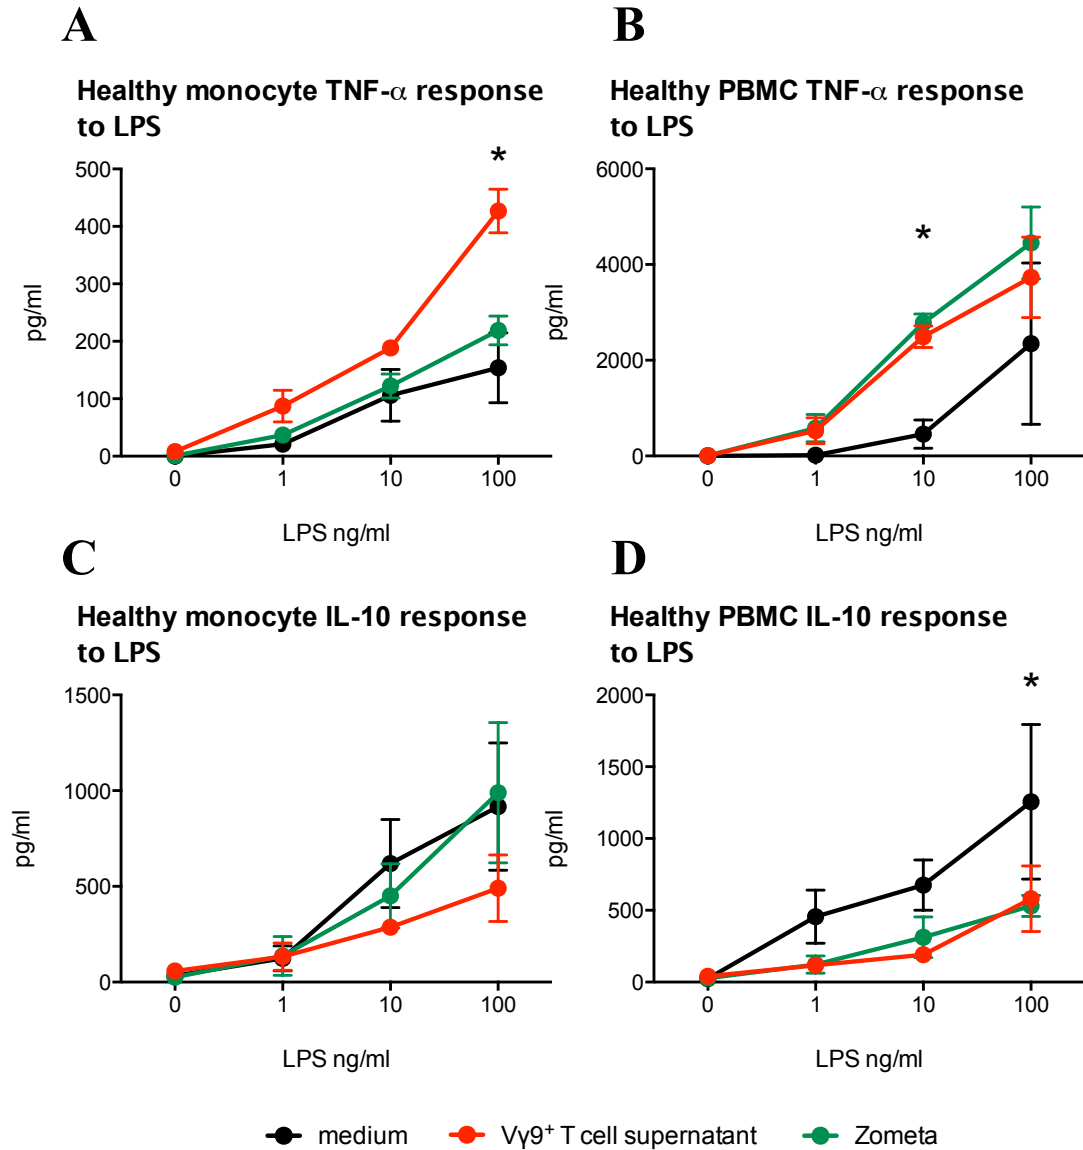 A
Healthy monocyte TNF-α response
to LPS
*
500
400
300
200
100
0
pg/ml
0 1 10 100
LPS ng/ml
B
Healthy PBMC TNF-α response
to LPS
*
6000
4000
2000
0
pg/ml
0 1 10 100
LPS ng/ml
C
Healthy monocyte IL-10 response
to LPS
1500
1000
500
0
pg/ml
0 1 10 100
LPS ng/ml
D
Healthy PBMC IL-10 response
to LPS
*
2000
1500
1000
500
0
pg/ml
0 1 10 100
LPS ng/ml
medium Vγ9⁺ T cell supernatant Zometa